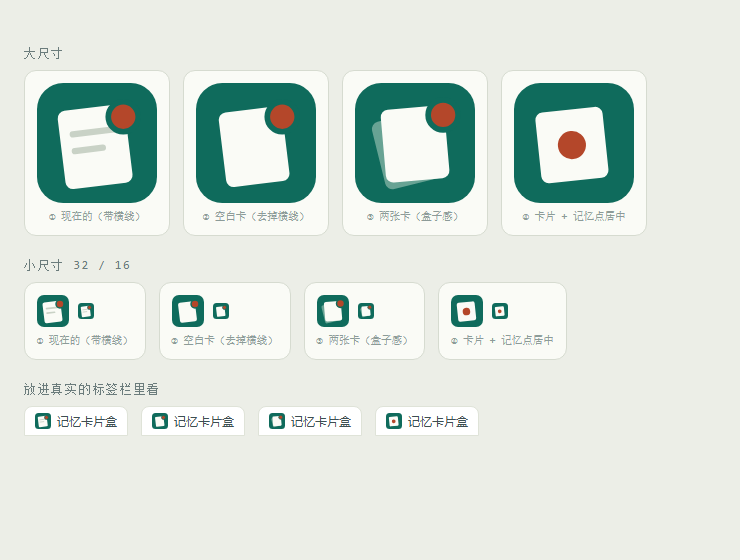 大尺寸
① 现在的（带横线）
② 空白卡（去掉横线）
③ 两张卡（盒子感）
④ 卡片 + 记忆点居中
小尺寸 32 / 16
① 现在的（带横线）
② 空白卡（去掉横线）
③ 两张卡（盒子感）
④ 卡片 + 记忆点居中
放进真实的标签栏里看
记忆卡片盒
记忆卡片盒
记忆卡片盒
记忆卡片盒